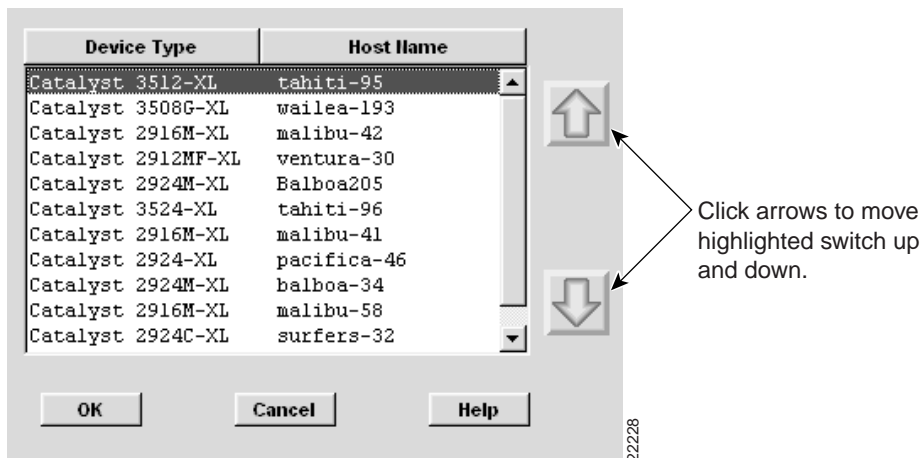 Device Type Host Name
Catalyst 3512-XL tahiti-95
Catalyst 3508G-XL wailea-193
Catalyst 2916M-XL malibu-42
Catalyst 2912MF-XL ventura-30
Catalyst 2924M-XL Balboa205
Catalyst 3524-XL tahiti-96
Catalyst 2916M-XL malibu-41
Catalyst 2924-XL pacifica-46
Catalyst 2924M-XL balboa-34
Catalyst 2916M-XL malibu-58
Catalyst 2924C-XL surfers-32
Click arrows to move
highlighted switch up
and down.
OK Cancel Help
22228